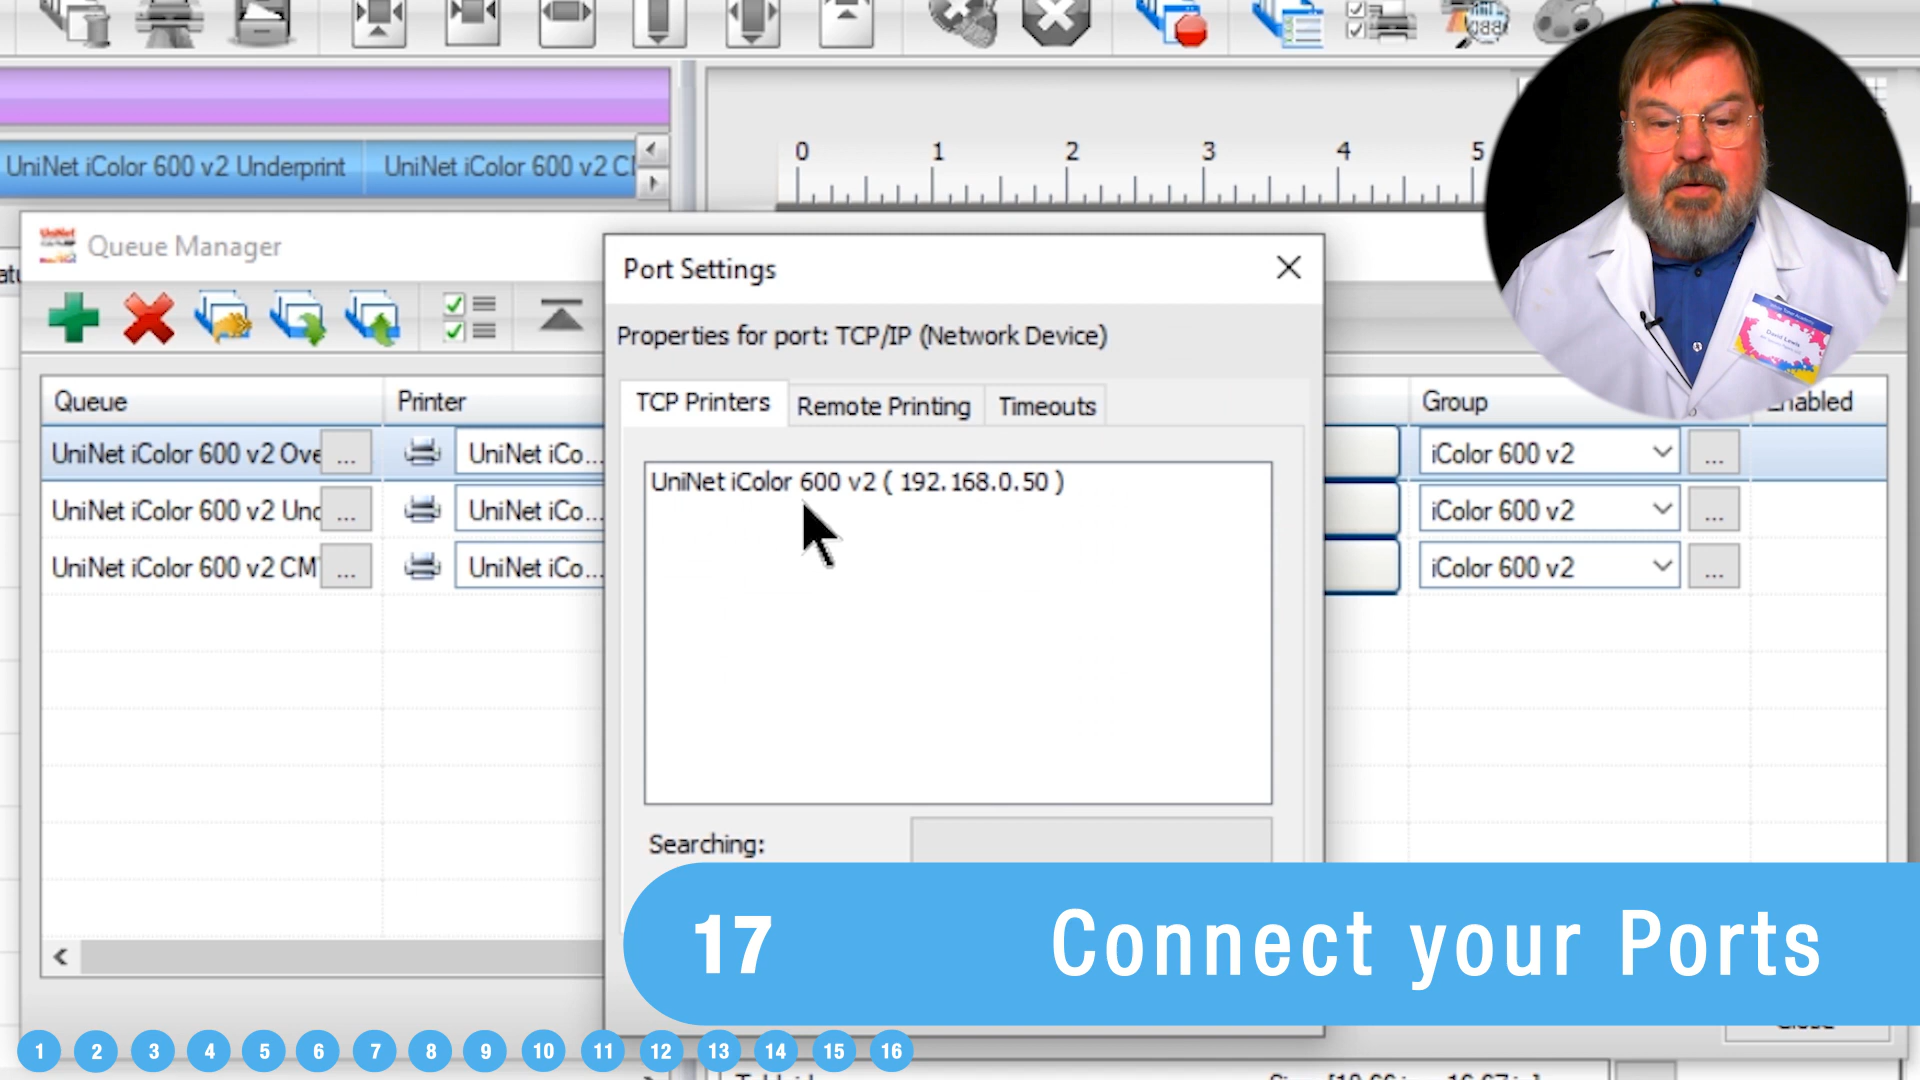 0 1 2 3 4 5
UniNet iColor 600 v2 Underprint
UniNet iColor 600 v2 C
Queue Manager
Port Settings
Properties for port: TCP/IP (Network Device)
TCP Printers
Remote Printing
Timeouts
Queue
Printer
Group
nabled
UniNet iColor 600 v2 Ove
...
UniNet iCo...
iColor 600 v2
...
UniNet iColor 600 v2 Unc
...
UniNet iCo...
iColor 600 v2
...
UniNet iColor 600 v2 CM
...
UniNet iCo...
iColor 600 v2
...
UniNet iColor 600 v2 ( 192.168.0.50 )
Searching:
David Lewis
17 Connect your Ports
1 2 3 4 5 6 7 8 9 10 11 12 13 14 15 16